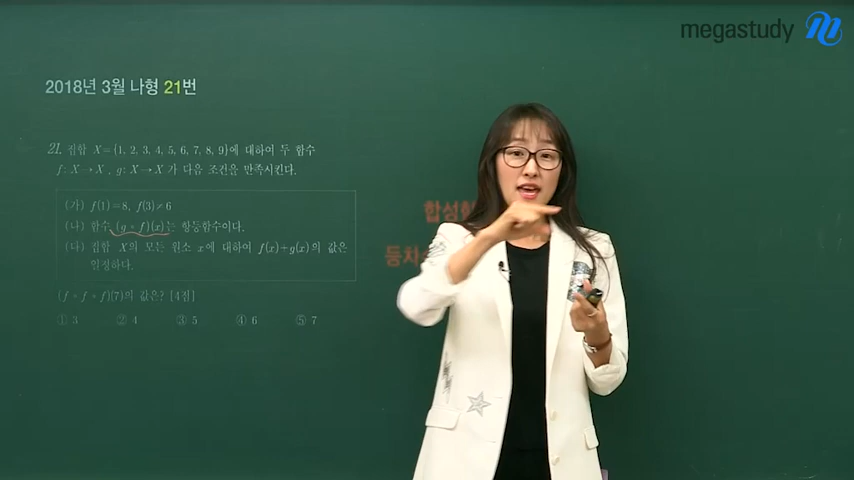 megastudy
2018년 3월 나형 21번
21. 집합 X={1, 2, 3, 4, 5, 6, 7, 8, 9}에 대하여 두 함수
f: X→X, g: X→X가 다음 조건을 만족시킨다.
(가) f(1)=8, f(3)≠6
(나) 함수 (g∘f)(x)는 항등함수이다.
(다) 집합 X의 모든 원소 x에 대하여 f(x)+g(x)의 값은
일정하다.
(f∘f∘f)(7)의 값은? [4점]
① 3 ② 4 ③ 5 ④ 6 ⑤ 7
합성
등차